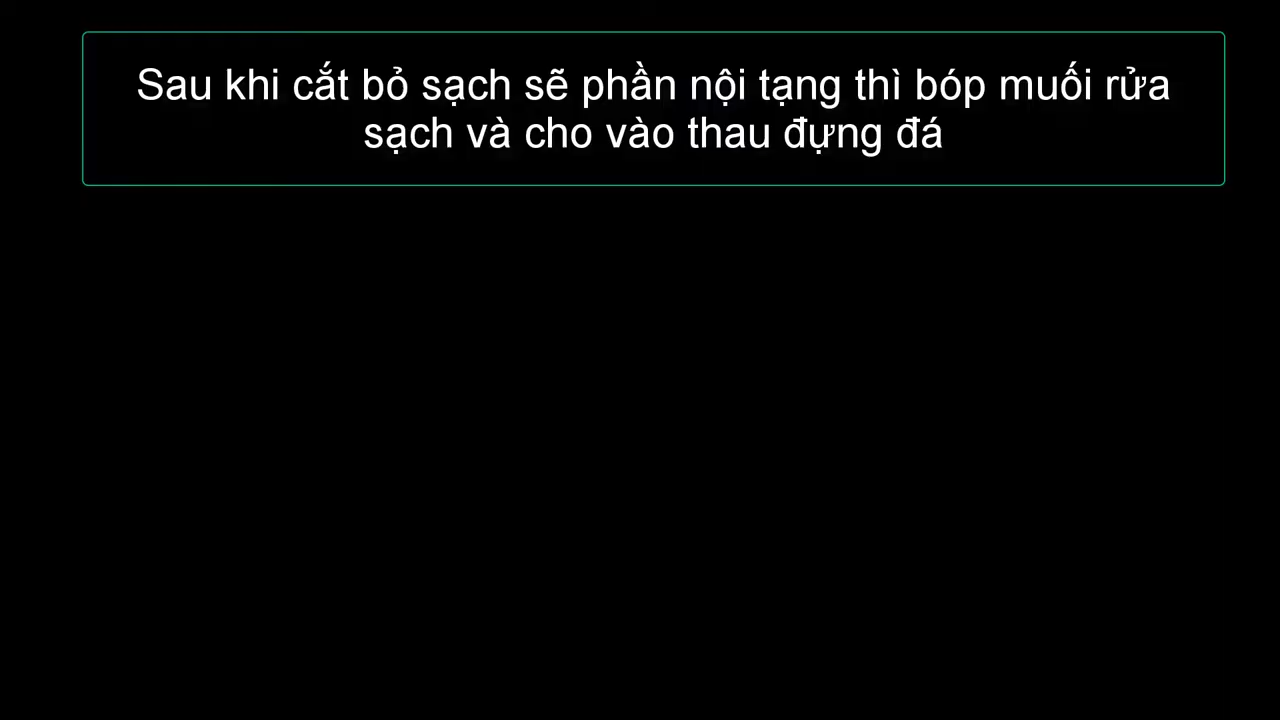 Sau khi cắt bỏ sạch sẽ phần nội tạng thì bóp muối rửa
sạch và cho vào thau đựng đá